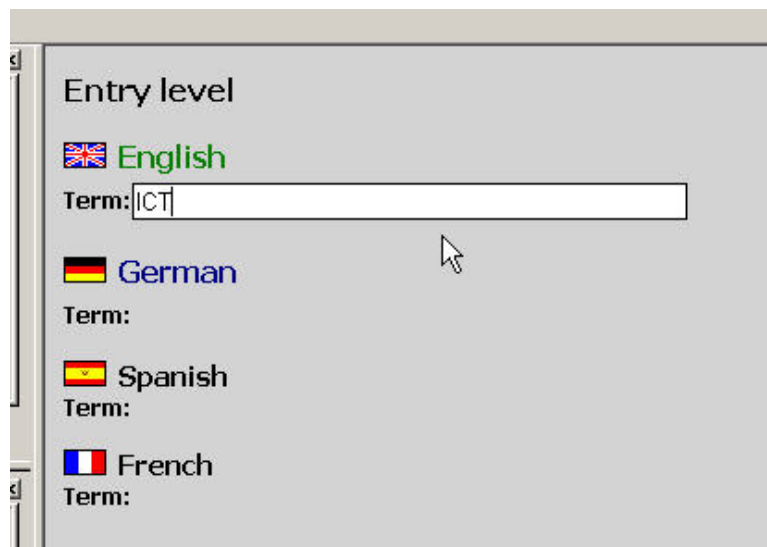 Entry level
English
Term: ICT
German
Term:
Spanish
Term:
French
Term: